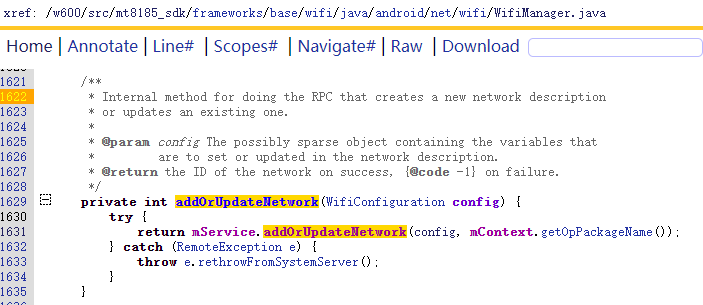 xref: /w600/src/mt8185_sdk/frameworks/base/wifi/java/android/net/wifi/WifiManager.java
Home | Annotate | Line# | Scopes# | Navigate# | Raw | Download
1621 /**
1622 * Internal method for doing the RPC that creates a new network description
1623 * or updates an existing one.
1624 *
1625 * @param config The possibly sparse object containing the variables that
1626 * are to set or updated in the network description.
1627 * @return the ID of the network on success, {@code -1} on failure.
1628 */
1629 private int addOrUpdateNetwork(WifiConfiguration config) {
1630 try {
1631 return mService.addOrUpdateNetwork(config, mContext.getOpPackageName());
1632 } catch (RemoteException e) {
1633 throw e.rethrowFromSystemServer();
1634 }
1635 }